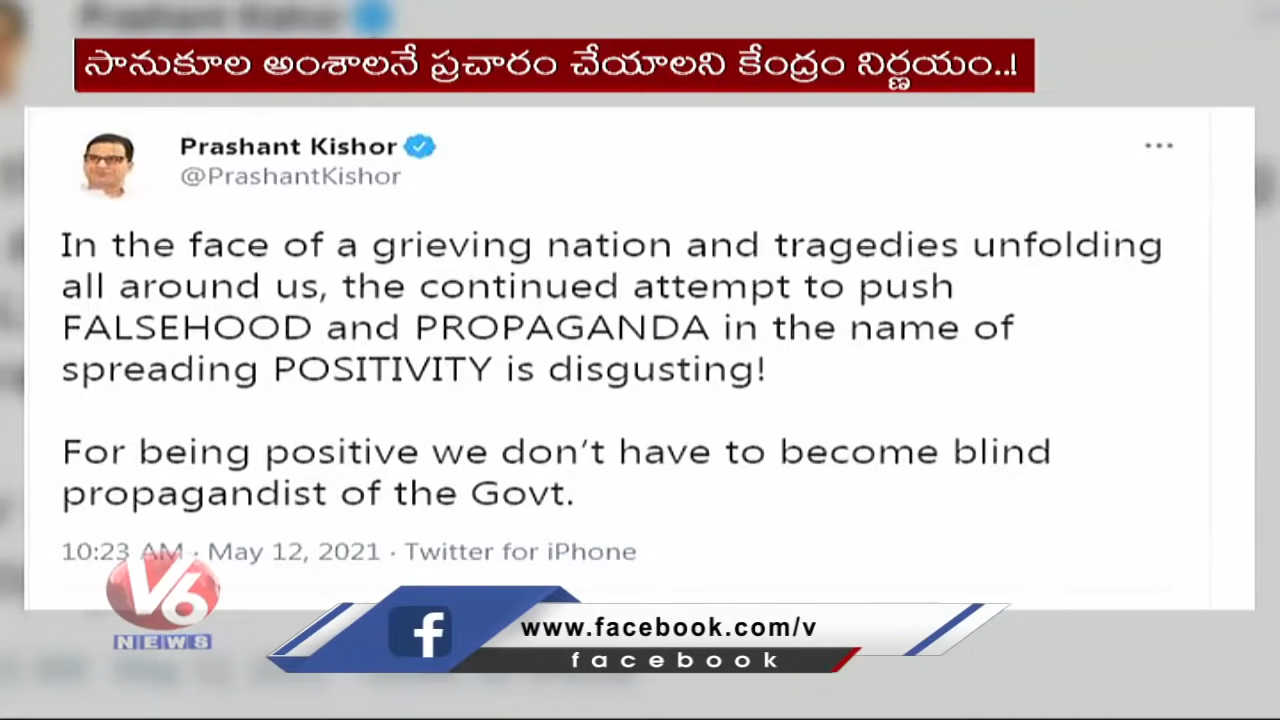 సానుకూల అంశాలనే ప్రచారం చేయాలని కేంద్రం నిర్ణయం..!
Prashant Kishor
@PrashantKishor
In the face of a grieving nation and tragedies unfolding
all around us, the continued attempt to push
FALSEHOOD and PROPAGANDA in the name of
spreading POSITIVITY is disgusting!
For being positive we don't have to become blind
propagandist of the Govt.
10:23 AM · May 12, 2021 · Twitter for iPhone
V6
NEWS
f
www.facebook.com/v
facebook